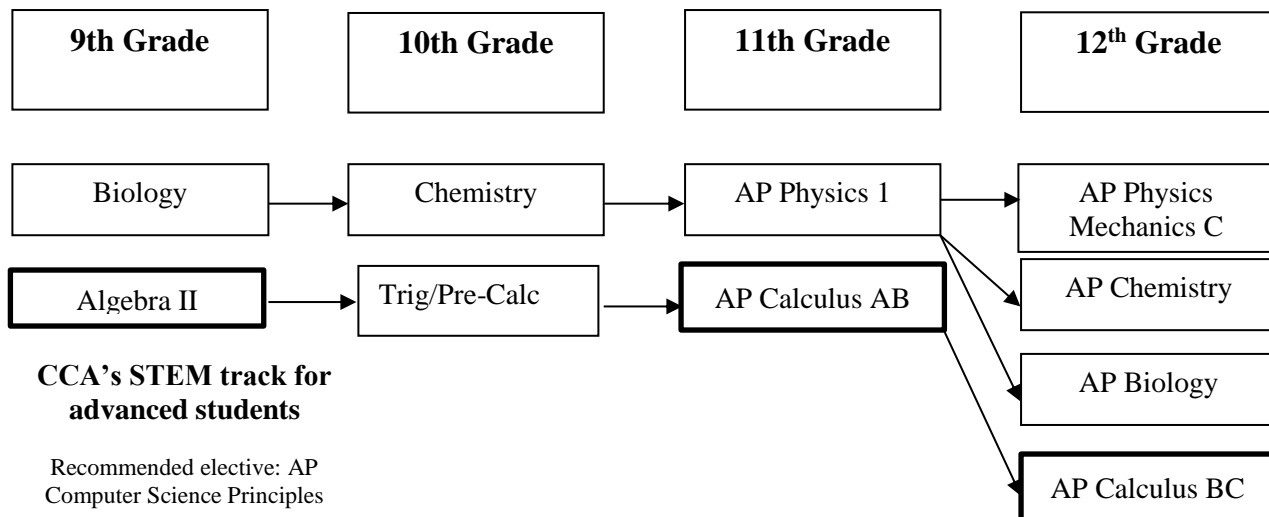 9th Grade
10th Grade
11th Grade
12th Grade
Biology
Chemistry
AP Physics 1
AP Physics
Mechanics C
Algebra II
Trig/Pre-Calc
AP Calculus AB
AP Chemistry
AP Biology
AP Calculus BC
CCA’s STEM track for
advanced students
Recommended elective: AP
Computer Science Principles